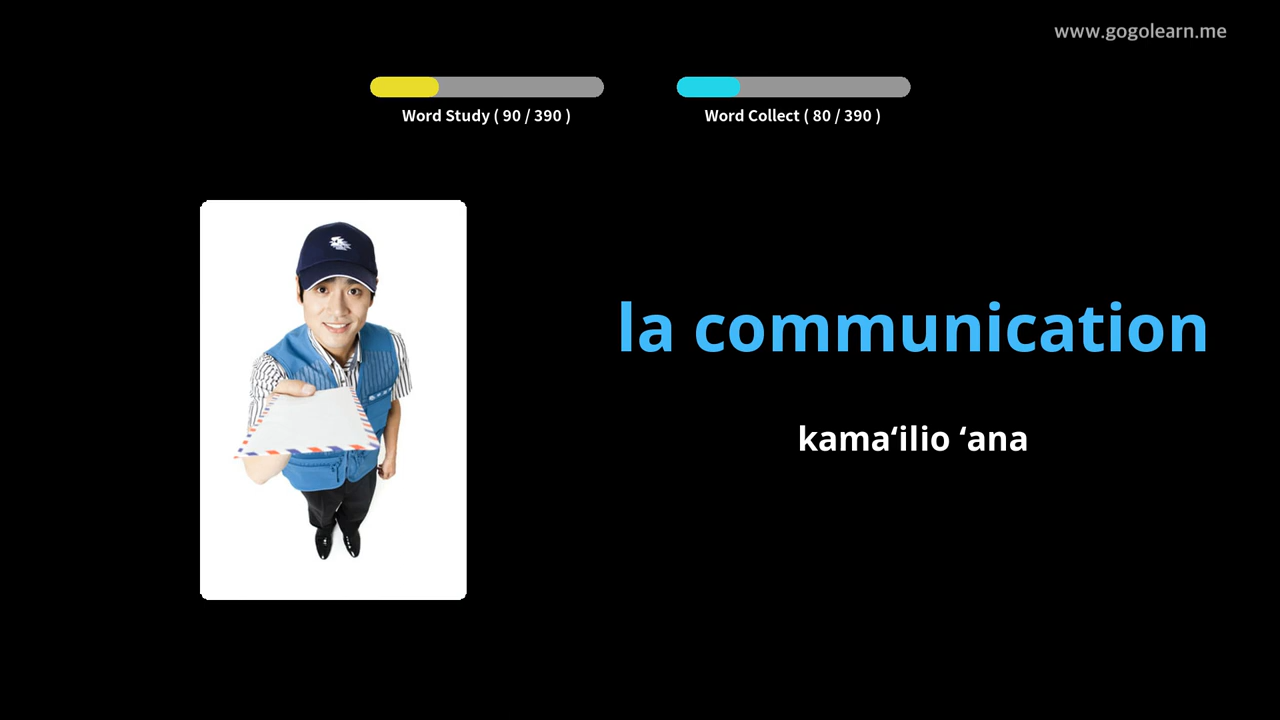 www.gogolearn.me
Word Study ( 90 / 390 )
Word Collect ( 80 / 390 )
la communication
kamaʻilio ʻana